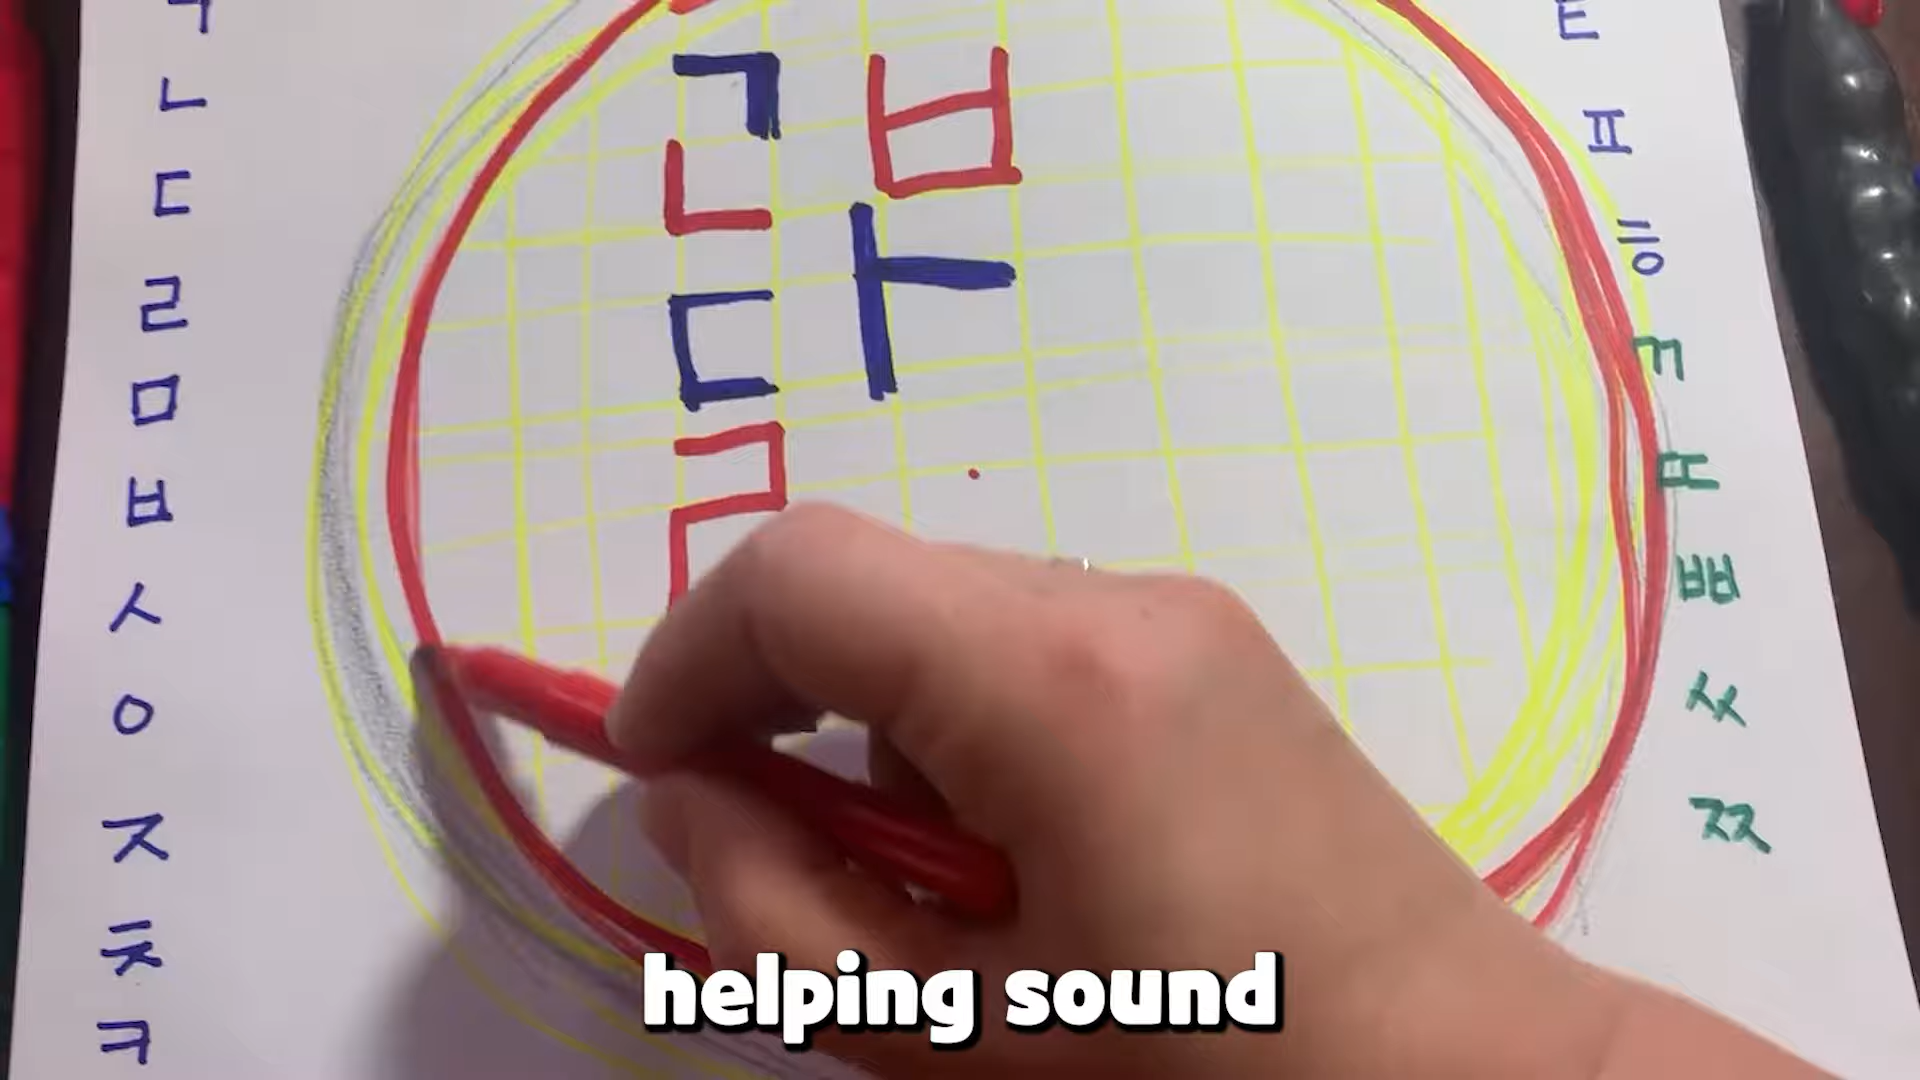 ㄱ
ㄴ
ㄷ
ㄹ
ㅁ
ㅂ
ㅅ
ㅇ
ㅈ
ㅊ
ㅋ
ㄱ
ㄴ
ㄷ
ㄹ
ㅂ
ㅏ
ㅌ
ㅍ
ㅎ
ㅃ
ㅆ
ㅉ
helping sound